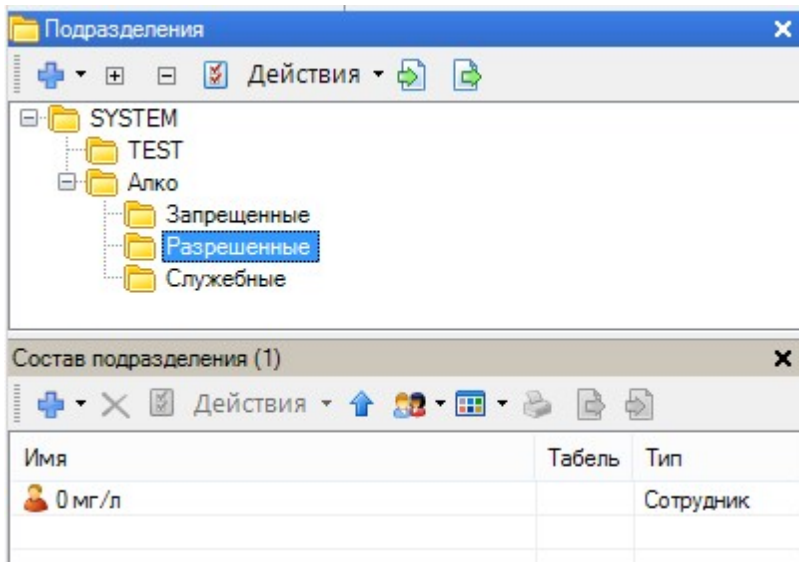 Подразделения
Действия
SYSTEM
TEST
Алко
Запрещенные
Разрешенные
Служебные
Состав подразделения (1)
Действия
Имя Табель Тип
0 мг/л Сотрудник